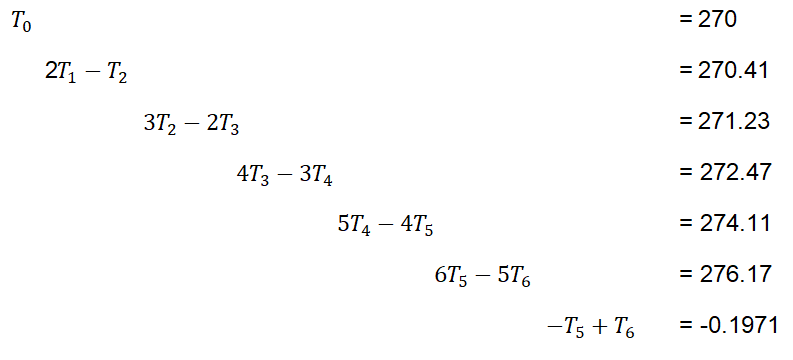 T₀ = 270
2T₁ − T₂ = 270.41
3T₂ − 2T₃ = 271.23
4T₃ − 3T₄ = 272.47
5T₄ − 4T₅ = 274.11
6T₅ − 5T₆ = 276.17
−T₅ + T₆ = -0.1971